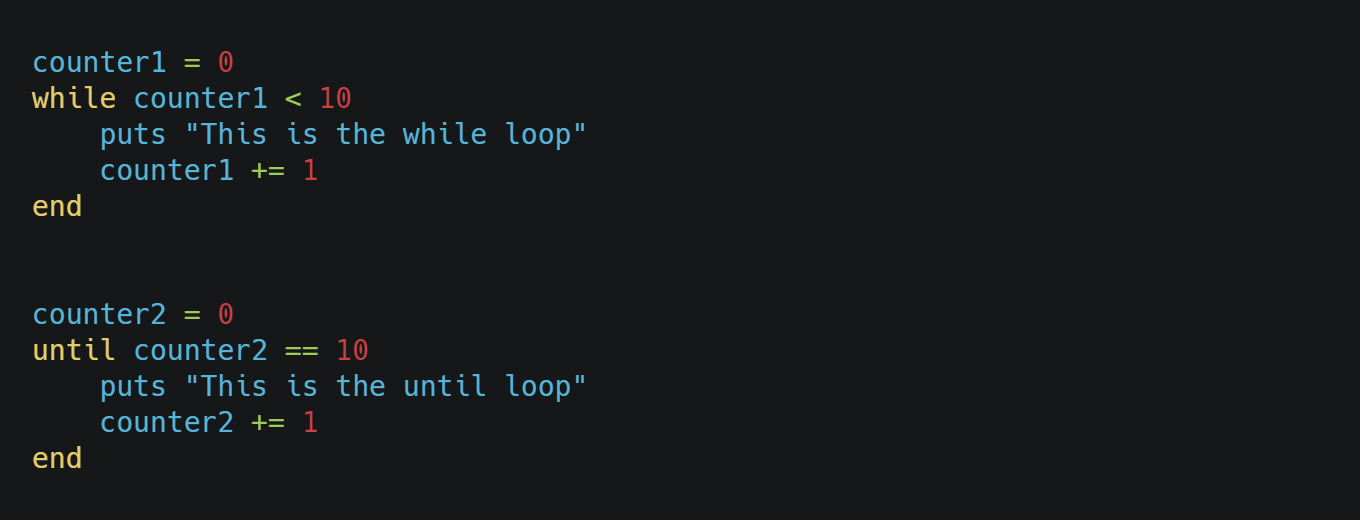 counter1 = 0
while counter1 < 10
    puts "This is the while loop"
    counter1 += 1
end
counter2 = 0
until counter2 == 10
    puts "This is the until loop"
    counter2 += 1
end